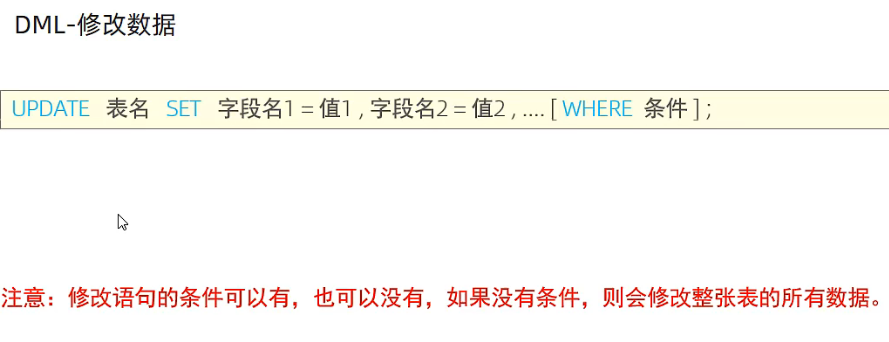 DML-修改数据
UPDATE 表名 SET 字段名1 = 值1 , 字段名2 = 值2 , .... [ WHERE 条件 ] ;
注意：修改语句的条件可以有，也可以没有，如果没有条件，则会修改整张表的所有数据。